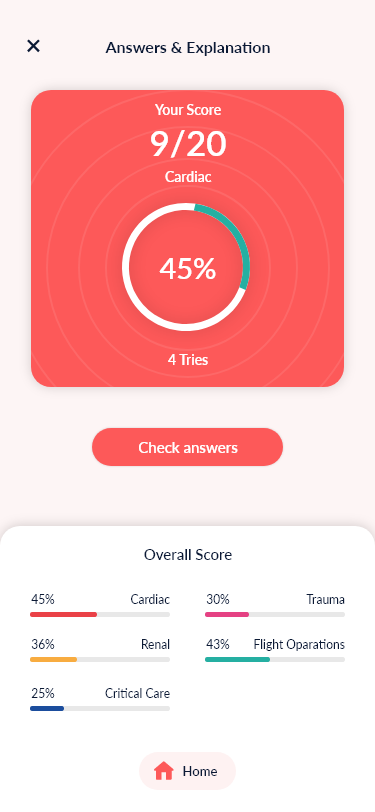 Answers & Explanation
Your Score
9/20
Cardiac
45%
4 Tries
Check answers
Overall Score
45% Cardiac
30% Trauma
36% Renal
43% Flight Oparations
25% Critical Care
Home